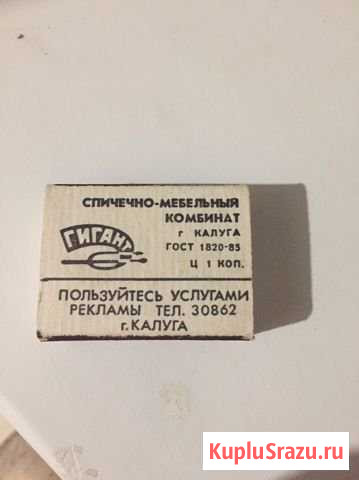 СПИЧЕЧНО-МЕБЕЛЬНЫЙ
КОМБИНАТ
г КАЛУГА
ГИГАНТ
ГОСТ 1820-85
Ц 1 КОП.
ПОЛЬЗУЙТЕСЬ УСЛУГАМИ
РЕКЛАМЫ ТЕЛ. 30862
г. КАЛУГА
KupluSrazu.ru